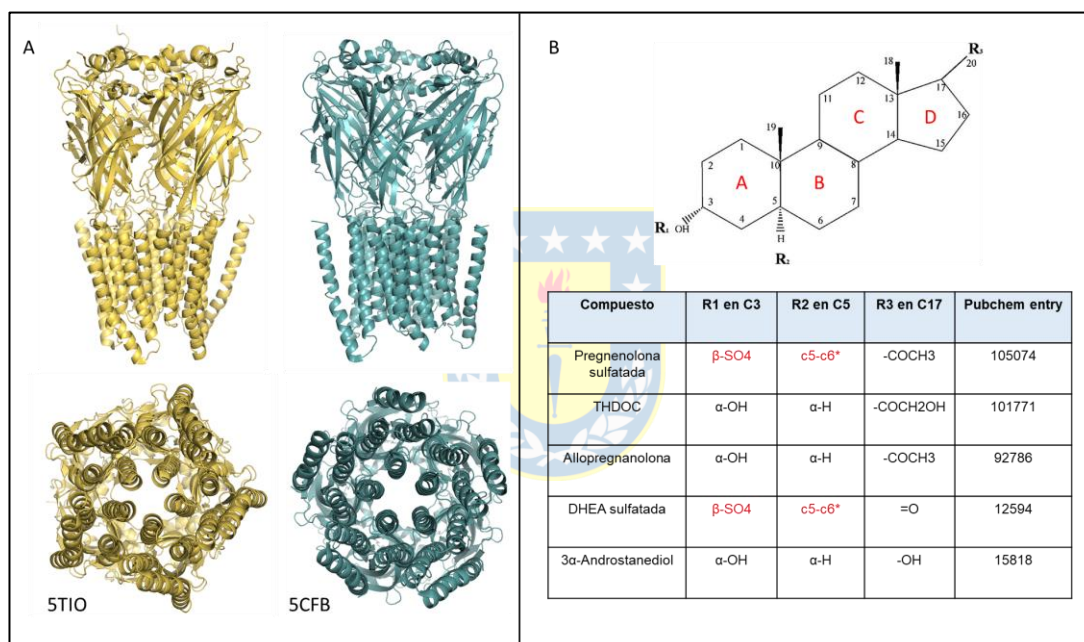 A
5TIO
5CFB
B
R₃
20
18
12
17
11
13
C
D
16
19
14
15
1
9
2
10
8
A
B
3
5
7
4
6
R₁ OH
H
R₂
Compuesto R1 en C3 R2 en C5 R3 en C17 Pubchem entry
Pregnenolona
sulfatada β-SO4 c5-c6* -COCH3 105074
THDOC α-OH α-H -COCH2OH 101771
Allopregnanolona α-OH α-H -COCH3 92786
DHEA sulfatada β-SO4 c5-c6* =O 12594
3α-Androstanediol α-OH α-H -OH 15818